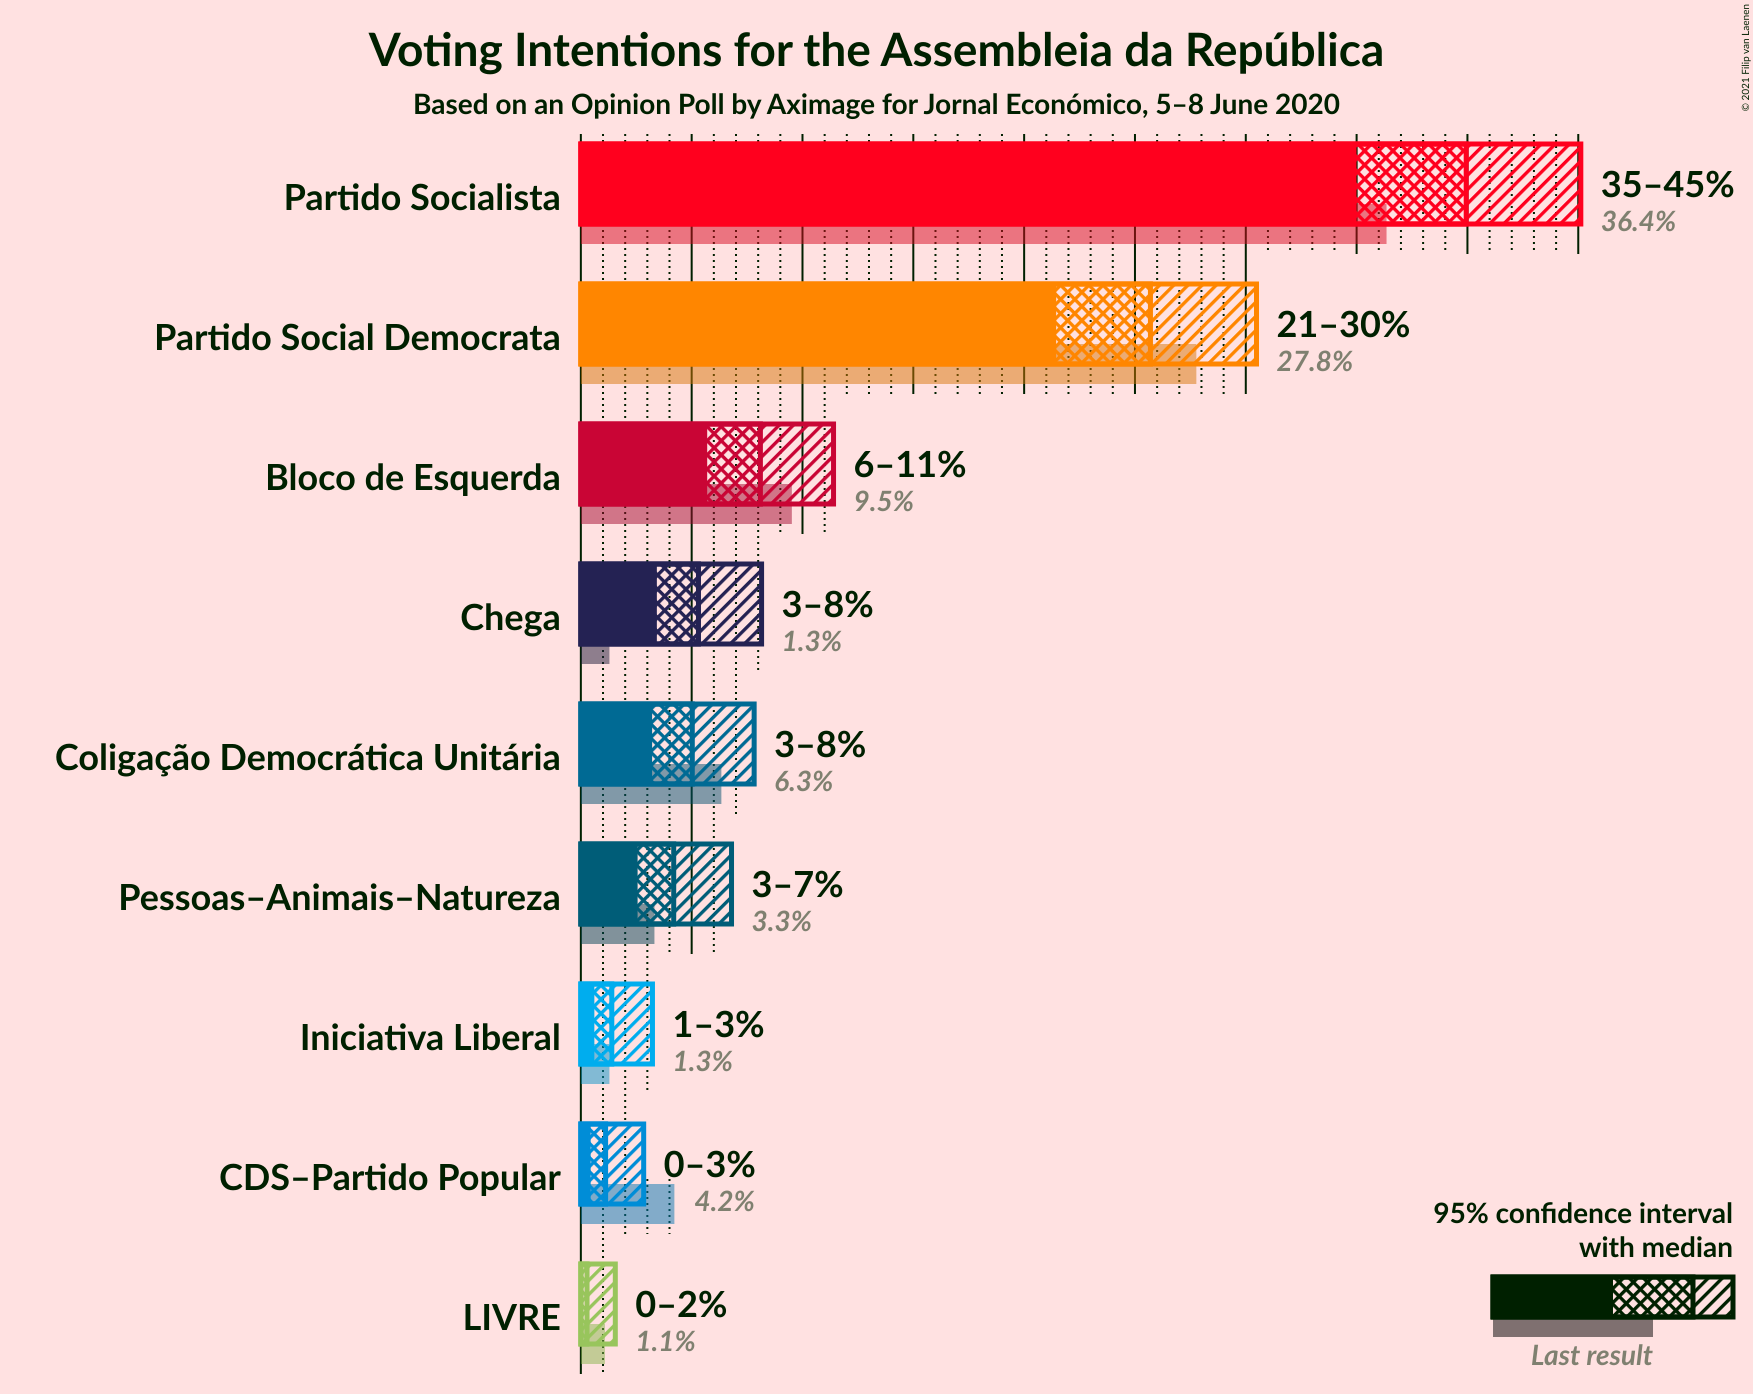 Voting Intentions for the Assembleia da República
Based on an Opinion Poll by Aximage for Jornal Económico, 5–8 June 2020
© 2021 Filip van Laenen
Partido Socialista
35–45%
36.4%
Partido Social Democrata
21–30%
27.8%
Bloco de Esquerda
6–11%
9.5%
Chega
3–8%
1.3%
Coligação Democrática Unitária
3–8%
6.3%
Pessoas–Animais–Natureza
3–7%
3.3%
Iniciativa Liberal
1–3%
1.3%
CDS–Partido Popular
0–3%
4.2%
LIVRE
0–2%
1.1%
95% confidence interval
with median
Last result